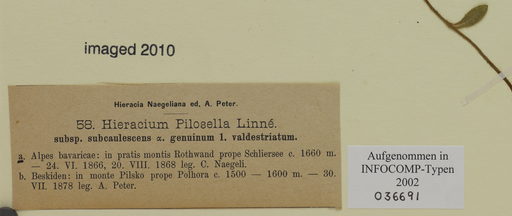 imaged 2010
Hieracia Naegeliana ed. A. Peter.
58. Hieracium Pilosella Linné.
subsp. subcaulescens α. genuinum 1. valdestriatum.
a. Alpes bavaricae: in pratis montis Rothwand prope Schliersee c. 1660 m.
— 24. VI. 1866, 20. VIII. 1868 leg. C. Naegeli.
b. Beskiden: in monte Pilsko prope Polhora c. 1500 — 1600 m. — 30.
VII. 1878 leg. A. Peter.
Aufgenommen in
INFOCOMP-Typen
2002
036691